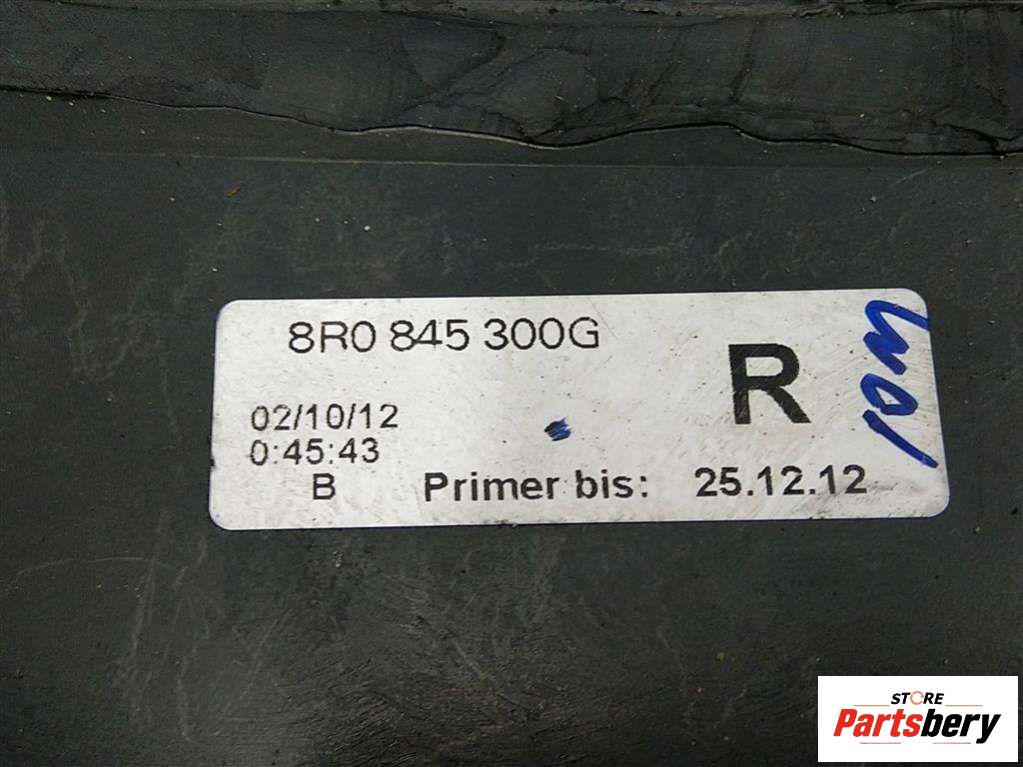 8R0 845 300G
R
02/10/12
0:45:43
B
Primer bis: 25.12.12
STORE
Partsbery